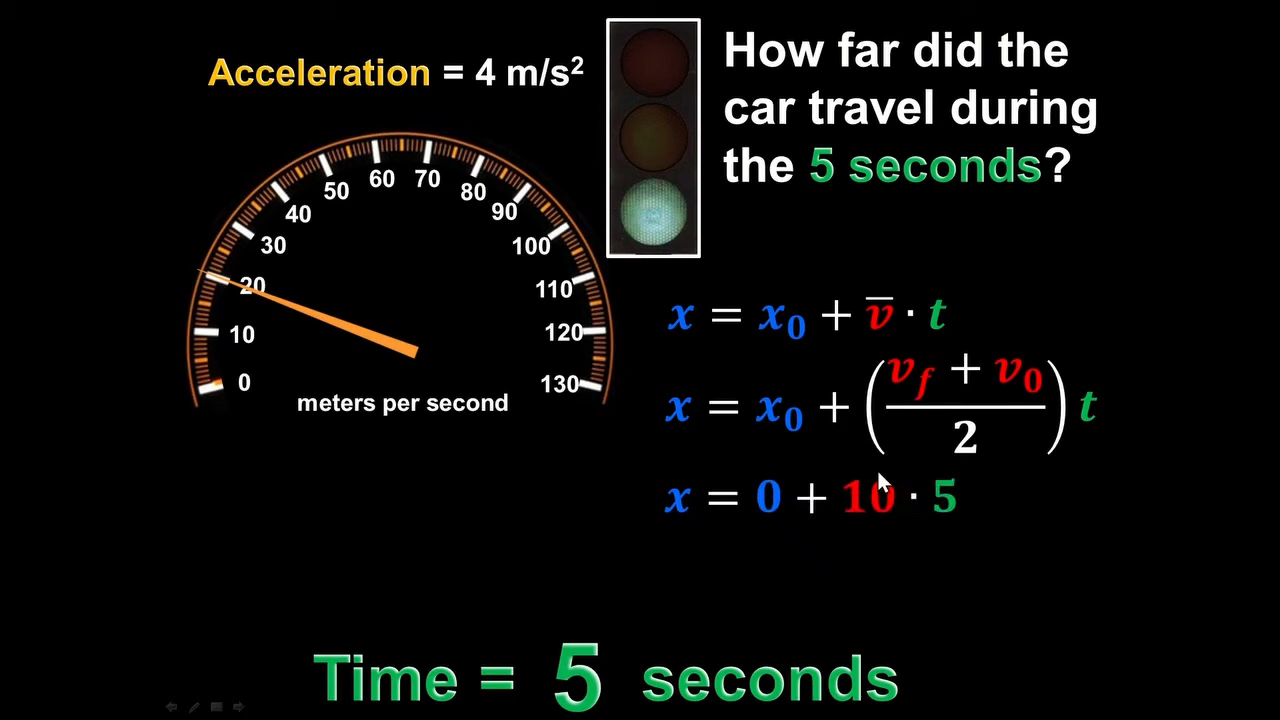 Acceleration = 4 m/s²
How far did the
car travel during
the 5 seconds?
0
10
20
30
40
50
60
70
80
90
100
110
120
130
meters per second
x = x₀ + v̅ · t
x = x₀ + ((v_f + v₀)/2) t
x = 0 + 10 · 5
Time = 5 seconds